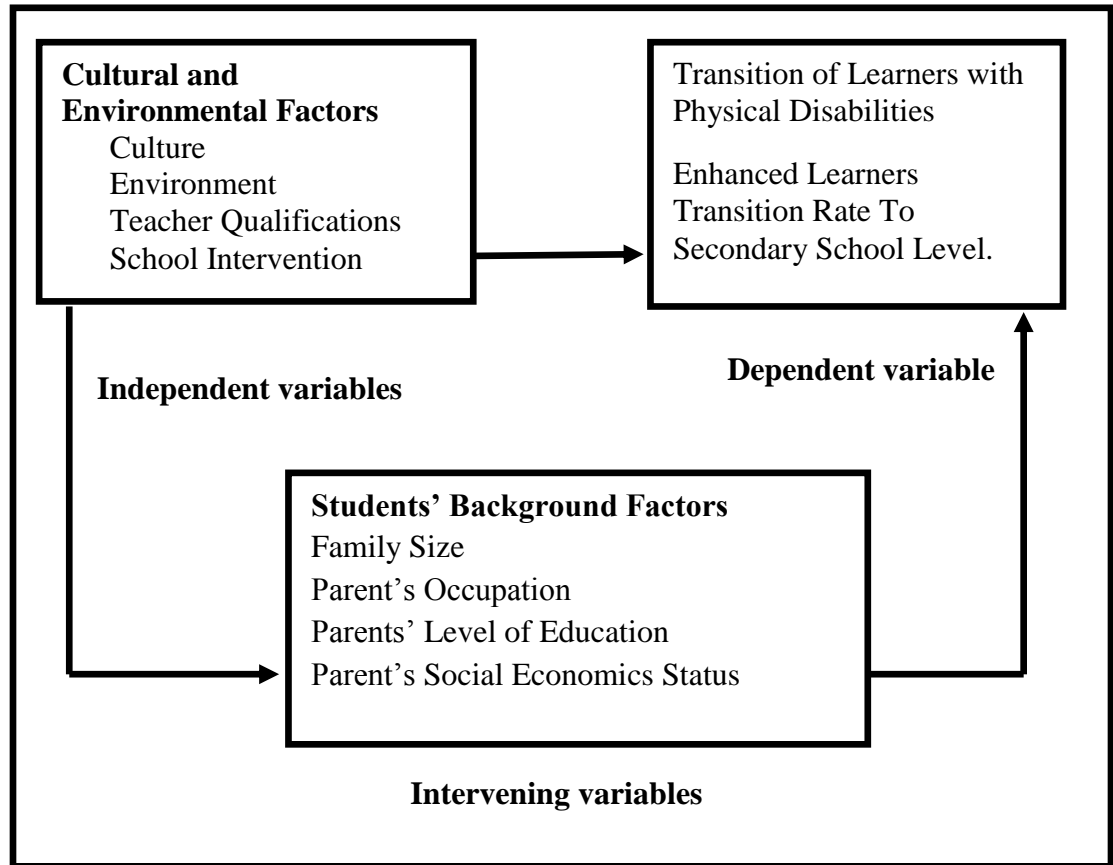 Cultural and
Environmental Factors
Culture
Environment
Teacher Qualifications
School Intervention
Transition of Learners with
Physical Disabilities
Enhanced Learners
Transition Rate To
Secondary School Level.
Independent variables
Dependent variable
Students’ Background Factors
Family Size
Parent’s Occupation
Parents’ Level of Education
Parent’s Social Economics Status
Intervening variables